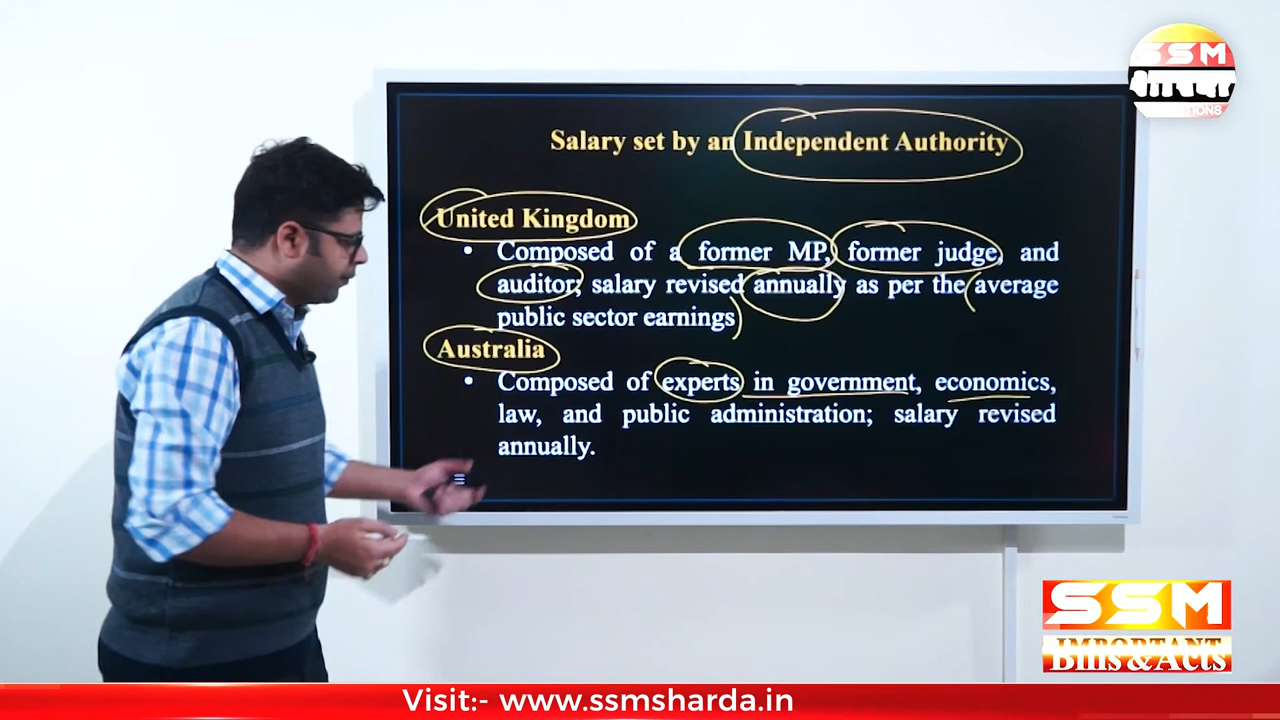 SSM
शारदा
Salary set by an Independent Authority
United Kingdom
• Composed of a former MP, former judge, and
auditor; salary revised annually as per the average
public sector earnings
Australia
• Composed of experts in government, economics,
law, and public administration; salary revised
annually.
SSM
IMPORTANT
Bills & Acts
Visit:- www.ssmsharda.in